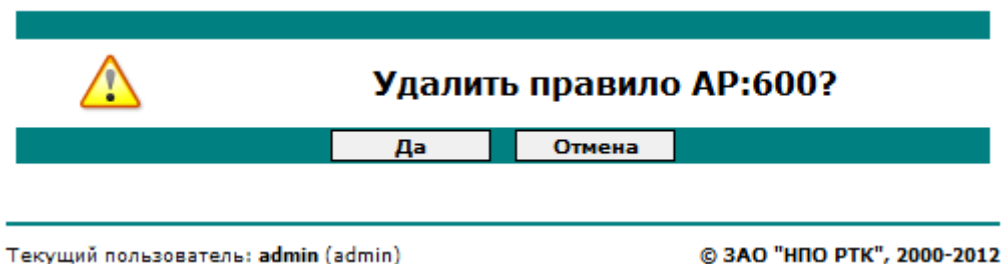 Удалить правило AP:600?
Да Отмена
Текущий пользователь: admin (admin) © ЗАО "НПО РТК", 2000-2012